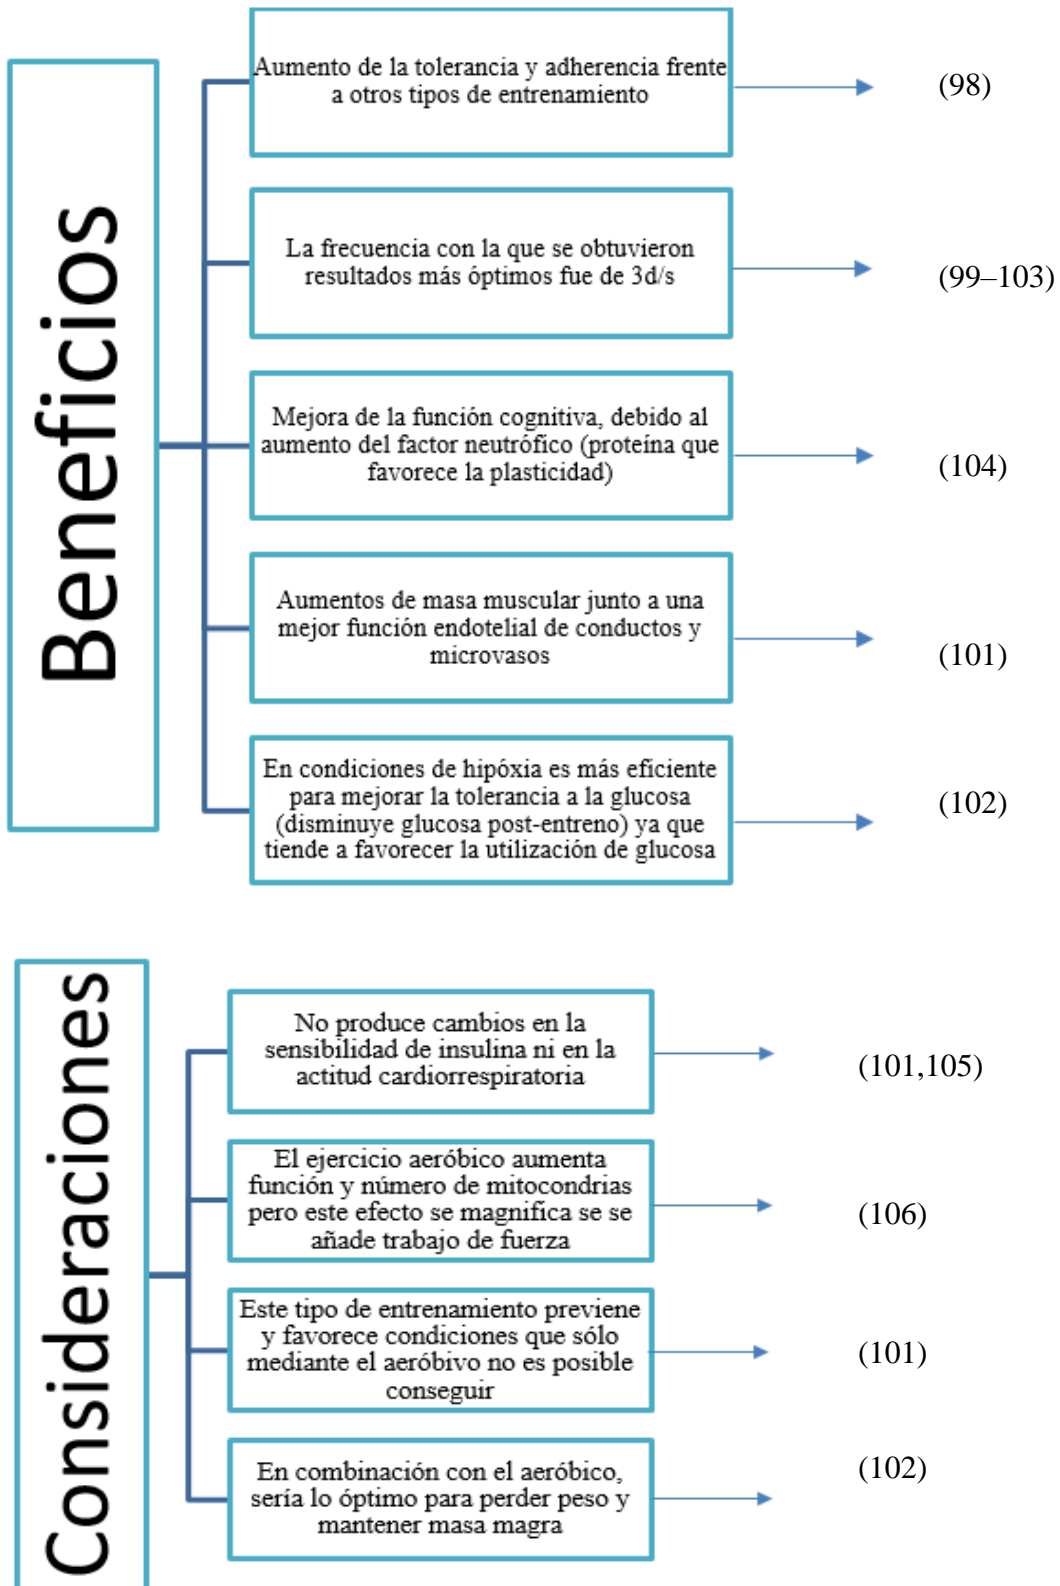 Beneficios
Aumento de la tolerancia y adherencia frente
a otros tipos de entrenamiento
(98)
La frecuencia con la que se obtuvieron
resultados más óptimos fue de 3d/s
(99–103)
Mejora de la función cognitiva, debido al
aumento del factor neutrófico (proteína que
favorece la plasticidad)
(104)
Aumentos de masa muscular junto a una
mejor función endotelial de conductos y
microvasos
(101)
En condiciones de hipóxia es más eficiente
para mejorar la tolerancia a la glucosa
(disminuye glucosa post-entreno) ya que
tiende a favorecer la utilización de glucosa
(102)
Consideraciones
No produce cambios en la
sensibilidad de insulina ni en la
actitud cardiorrespiratoria
(101,105)
El ejercicio aeróbico aumenta
función y número de mitocondrias
pero este efecto se magnifica se se
añade trabajo de fuerza
(106)
Este tipo de entrenamiento previene
y favorece condiciones que sólo
mediante el aeróbivo no es posible
conseguir
(101)
En combinación con el aeróbico,
sería lo óptimo para perder peso y
mantener masa magra
(102)